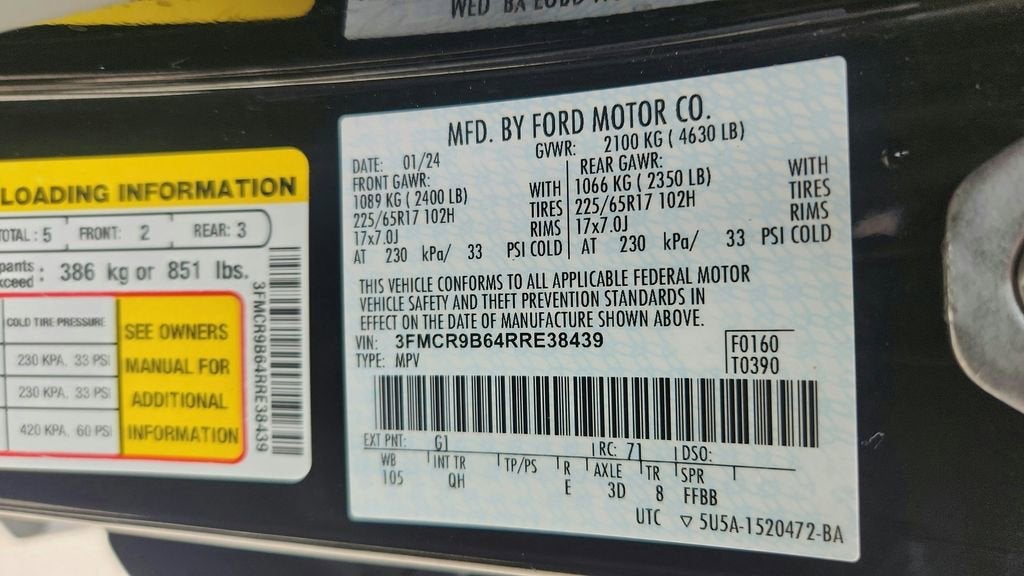 LOADING INFORMATION
TOTAL: 5 FRONT: 2 REAR: 3
386 kg or 851 lbs.
COLD TIRE PRESSURE
230 KPA, 33 PSI
230 KPA, 33 PSI
420 KPA, 60 PSI
SEE OWNERS
MANUAL FOR
ADDITIONAL
INFORMATION
3FMCR9B64RRE38439
MFD. BY FORD MOTOR CO.
DATE: 01/24 GVWR: 2100 KG ( 4630 LB)
FRONT GAWR:
1089 KG ( 2400 LB) WITH
225/65R17 102H TIRES
17x7.0J RIMS
AT 230 kPa/ 33 PSI COLD
REAR GAWR: WITH
1066 KG ( 2350 LB) TIRES
225/65R17 102H RIMS
17x7.0J
AT 230 kPa/ 33 PSI COLD
THIS VEHICLE CONFORMS TO ALL APPLICABLE FEDERAL MOTOR
VEHICLE SAFETY AND THEFT PREVENTION STANDARDS IN
EFFECT ON THE DATE OF MANUFACTURE SHOWN ABOVE.
VIN: 3FMCR9B64RRE38439
TYPE: MPV
F0160
T0390
EXT PNT: G1 RC: 71 DSO:
WB INT TR TP/PS R AXLE TR SPR
105 QH E 3D 8 FFBB
UTC ▽ 5U5A-1520472-BA